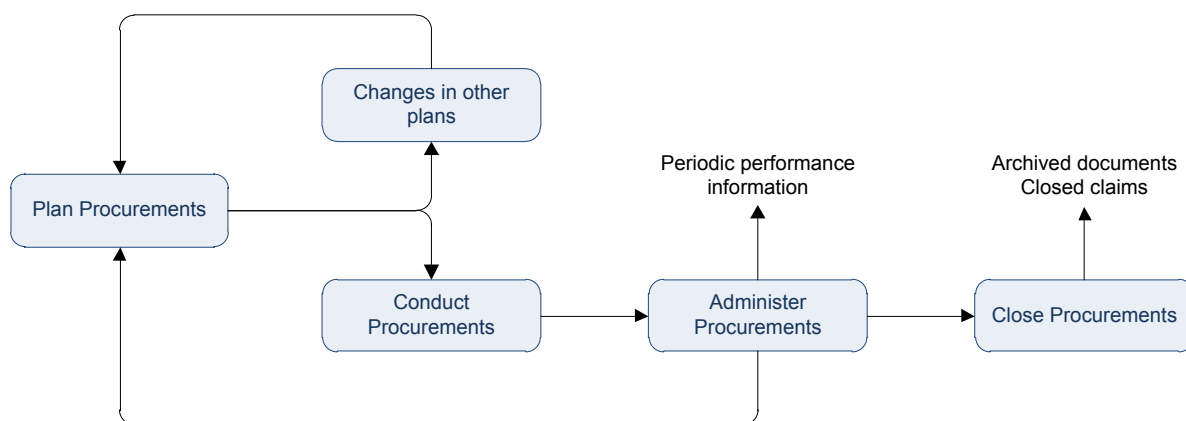 Changes in other
plans
Periodic performance
information
Archived documents
Closed claims
Plan Procurements
Conduct
Procurements
Administer
Procurements
Close Procurements